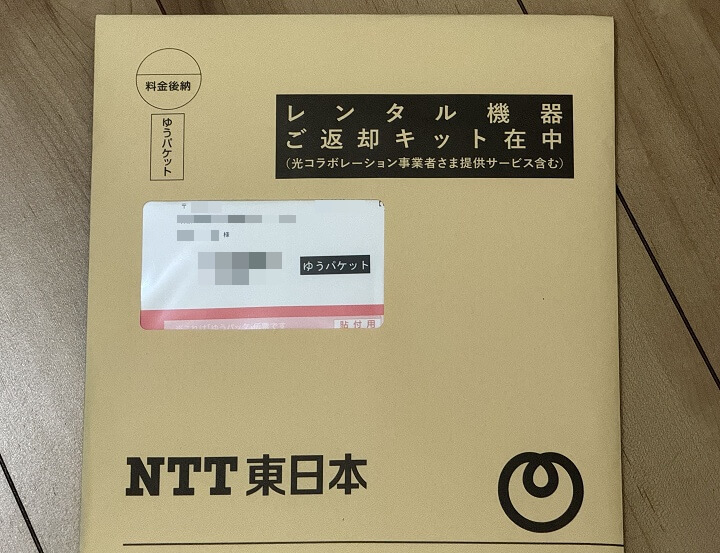 料金後納
ゆうパケット
レンタル機器
ご返却キット在中
(光コラボレーション事業者さま提供サービス含む)
〒
様
ゆうパケット
貼付用
NTT東日本